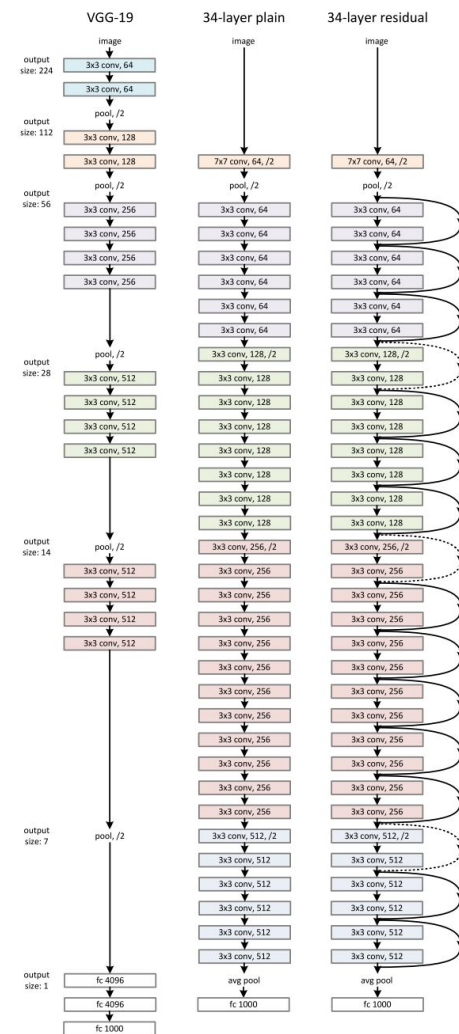 VGG-19
image
output
size: 224
3x3 conv, 64
3x3 conv, 64
pool, /2
output
size: 112
3x3 conv, 128
3x3 conv, 128
pool, /2
output
size: 56
3x3 conv, 256
3x3 conv, 256
3x3 conv, 256
3x3 conv, 256
pool, /2
output
size: 28
3x3 conv, 512
3x3 conv, 512
3x3 conv, 512
3x3 conv, 512
pool, /2
output
size: 14
3x3 conv, 512
3x3 conv, 512
3x3 conv, 512
3x3 conv, 512
pool, /2
output
size: 7
output
size: 1
fc 4096
fc 4096
fc 1000
34-layer plain
image
7x7 conv, 64, /2
pool, /2
3x3 conv, 64
3x3 conv, 64
3x3 conv, 64
3x3 conv, 64
3x3 conv, 64
3x3 conv, 64
3x3 conv, 128, /2
3x3 conv, 128
3x3 conv, 128
3x3 conv, 128
3x3 conv, 128
3x3 conv, 128
3x3 conv, 128
3x3 conv, 128
3x3 conv, 256, /2
3x3 conv, 256
3x3 conv, 256
3x3 conv, 256
3x3 conv, 256
3x3 conv, 256
3x3 conv, 256
3x3 conv, 256
3x3 conv, 256
3x3 conv, 256
3x3 conv, 256
3x3 conv, 256
3x3 conv, 512, /2
3x3 conv, 512
3x3 conv, 512
3x3 conv, 512
3x3 conv, 512
3x3 conv, 512
avg pool
fc 1000
34-layer residual
image
7x7 conv, 64, /2
pool, /2
3x3 conv, 64
3x3 conv, 64
3x3 conv, 64
3x3 conv, 64
3x3 conv, 64
3x3 conv, 64
3x3 conv, 128, /2
3x3 conv, 128
3x3 conv, 128
3x3 conv, 128
3x3 conv, 128
3x3 conv, 128
3x3 conv, 128
3x3 conv, 128
3x3 conv, 256, /2
3x3 conv, 256
3x3 conv, 256
3x3 conv, 256
3x3 conv, 256
3x3 conv, 256
3x3 conv, 256
3x3 conv, 256
3x3 conv, 256
3x3 conv, 256
3x3 conv, 256
3x3 conv, 256
3x3 conv, 512, /2
3x3 conv, 512
3x3 conv, 512
3x3 conv, 512
3x3 conv, 512
3x3 conv, 512
avg pool
fc 1000